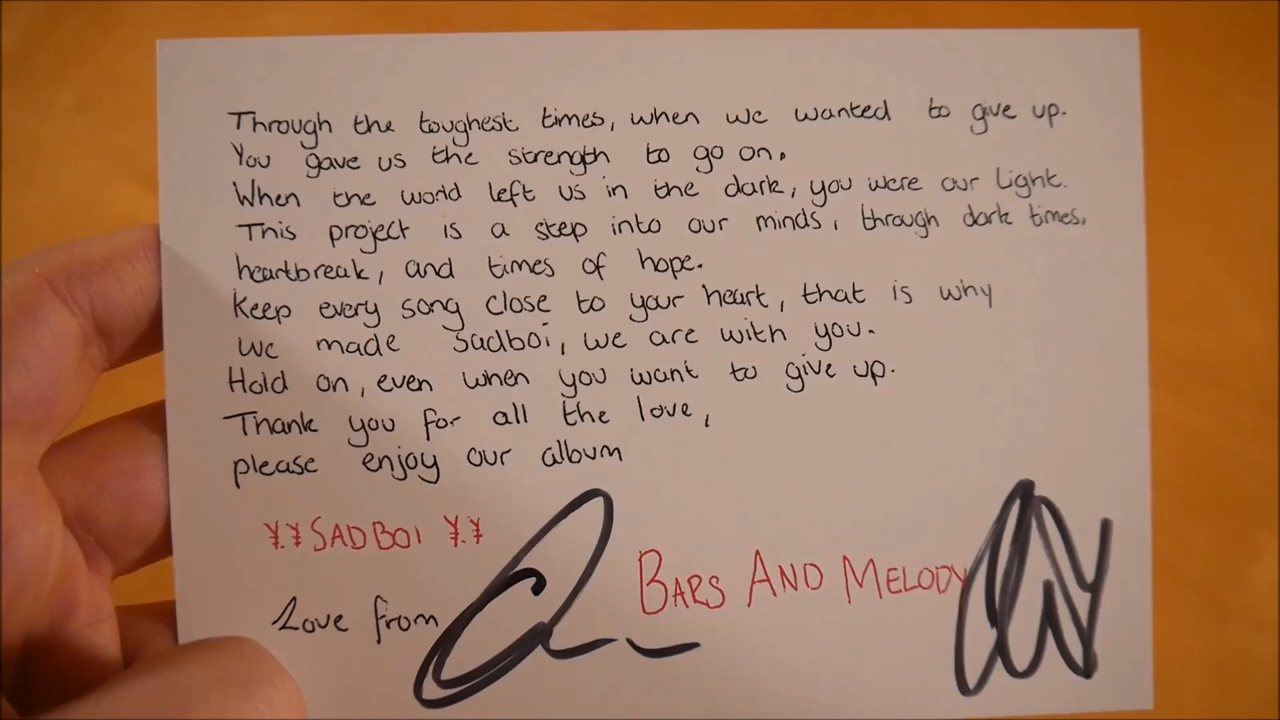 Through the toughest times, when we wanted to give up.
You gave us the strength to go on.
When the world left us in the dark, you were our light.
This project is a step into our minds, through dark times,
heartbreak, and times of hope.
Keep every song close to your heart, that is why
we made sadboi, we are with you.
Hold on, even when you want to give up.
Thank you for all the love,
please enjoy our album
¥¥SADBOI ¥¥
Love from
BARS AND MELODY